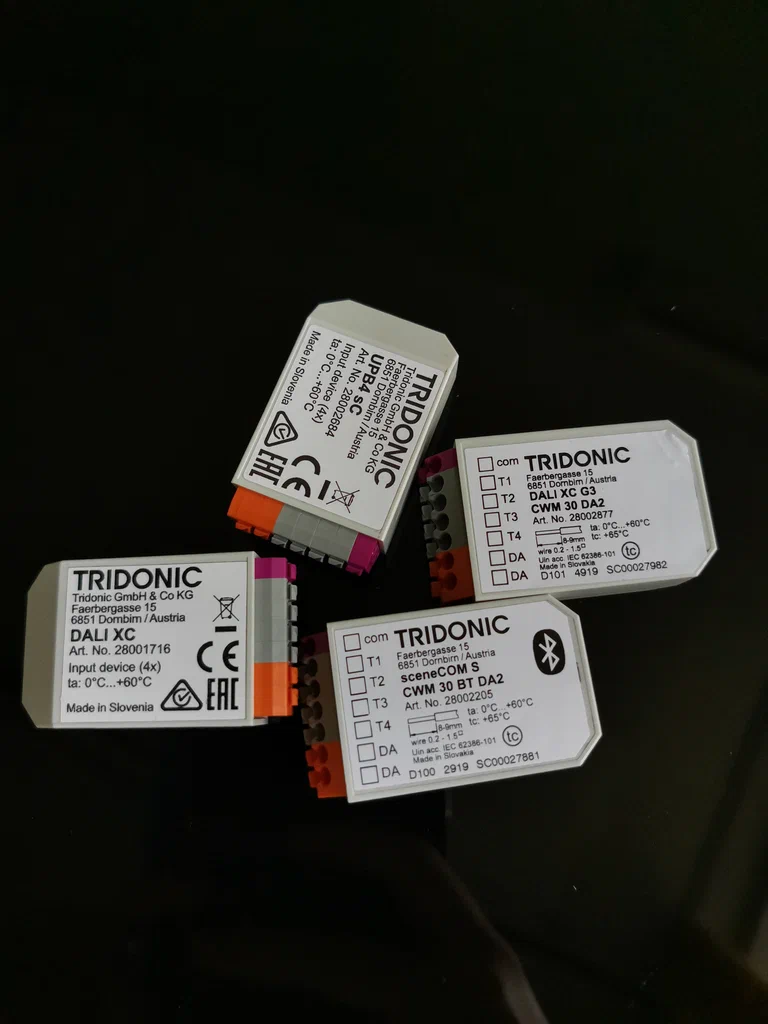 TRIDONIC
Tridonic GmbH & Co KG
Faerbergasse 15
6851 Dornbirn / Austria
UPB4 SC
Art. No. 28002684
Input device (4x)
ta: 0°C...+60°C
Made in Slovenia
EAC
CE
com TRIDONIC
Faerbergasse 15
T1 6851 Dornbirn / Austria
T2 DALI XC G3
CWM 30 DA2
T3 Art. No. 28002877
T4 ta: 0°C...+60°C
8-9mm tc: +65°C
wire 0.2 - 1.5□
DA Uin acc. IEC 62386-101 tc
Made in Slovakia
DA D101 4919 SC00027982
TRIDONIC
Tridonic GmbH & Co KG
Faerbergasse 15
6851 Dornbirn / Austria
DALI XC
Art. No. 28001716
Input device (4x)
ta: 0°C...+60°C
CE
Made in Slovenia EAC
com TRIDONIC
Faerbergasse 15
T1 6851 Dornbirn / Austria
T2 sceneCOM S
CWM 30 BT DA2
T3 Art. No. 28002205
T4 ta: 0°C...+60°C
8-9mm tc: +65°C
wire 0.2 - 1.5□
DA Uin acc. IEC 62386-101 tc
Made in Slovakia
DA D100 2919 SC00027881